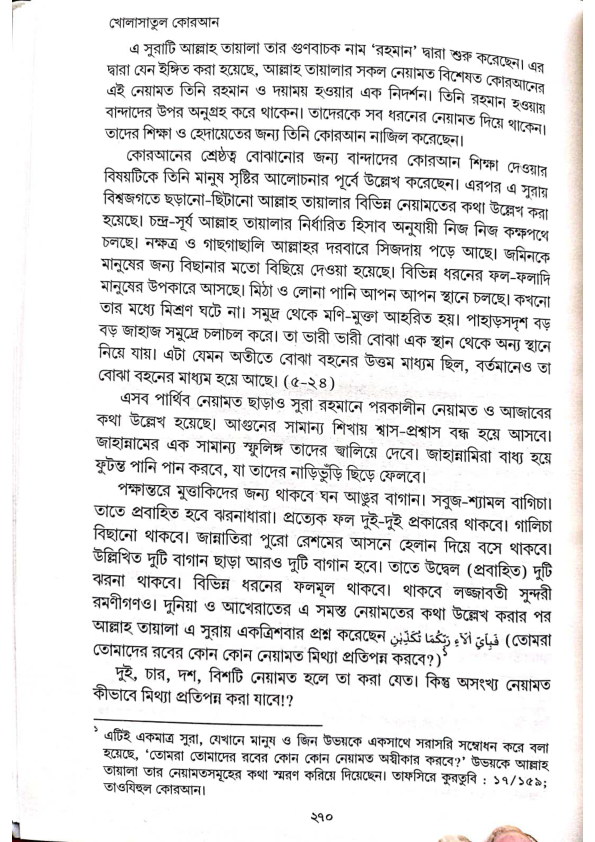 খোলাসাতুল কোরআন
এ সুরাটি আল্লাহ তায়ালা তার গুণবাচক নাম ‘রহমান’ দ্বারা শুরু করেছেন। এর
দ্বারা যেন ইঙ্গিত করা হয়েছে, আল্লাহ তায়ালার সকল নেয়ামত বিশেষত কোরআনের
এই নেয়ামত তিনি রহমান ও দয়াময় হওয়ার এক নিদর্শন। তিনি রহমান হওয়ায়
বান্দাদের উপর অনুগ্রহ করে থাকেন। তাদেরকে সব ধরনের নেয়ামত দিয়ে থাকেন।
তাদের শিক্ষা ও হেদায়েতের জন্য তিনি কোরআন নাজিল করেছেন।
কোরআনের শ্রেষ্ঠত্ব বোঝানোর জন্য বান্দাদের কোরআন শিক্ষা দেওয়ার
বিষয়টিকে তিনি মানুষ সৃষ্টির আলোচনার পূর্বে উল্লেখ করেছেন। এরপর এ সুরায়
বিশ্বজগতে ছড়ানো-ছিটানো আল্লাহ তায়ালার বিভিন্ন নেয়ামতের কথা উল্লেখ করা
হয়েছে। চন্দ্র-সূর্য আল্লাহ তায়ালার নির্ধারিত হিসাব অনুযায়ী নিজ নিজ কক্ষপথে
চলছে। নক্ষত্র ও গাছগাছালি আল্লাহর দরবারে সিজদায় পড়ে আছে। জমিনকে
মানুষের জন্য বিছানার মতো বিছিয়ে দেওয়া হয়েছে। বিভিন্ন ধরনের ফল-ফলাদি
মানুষের উপকারে আসছে। মিঠা ও লোনা পানি আপন আপন স্থানে চলছে। কখনো
তার মধ্যে মিশ্রণ ঘটে না। সমুদ্র থেকে মণি-মুক্তা আহরিত হয়। পাহাড়সদৃশ বড়
বড় জাহাজ সমুদ্রে চলাচল করে। তা ভারী ভারী বোঝা এক স্থান থেকে অন্য স্থানে
নিয়ে যায়। এটা যেমন অতীতে বোঝা বহনের উত্তম মাধ্যম ছিল, বর্তমানেও তা
বোঝা বহনের মাধ্যম হয়ে আছে। (৫-২৪)
এসব পার্থিব নেয়ামত ছাড়াও সুরা রহমানে পরকালীন নেয়ামত ও আজাবের
কথা উল্লেখ হয়েছে। আগুনের সামান্য শিখায় শ্বাস-প্রশ্বাস বন্ধ হয়ে আসবে।
জাহান্নামের এক সামান্য স্ফুলিঙ্গ তাদের জ্বালিয়ে দেবে। জাহান্নামিরা বাধ্য হয়ে
ফুটন্ত পানি পান করবে, যা তাদের নাড়িভুঁড়ি ছিড়ে ফেলবে।
পক্ষান্তরে মুত্তাকিদের জন্য থাকবে ঘন আঙুর বাগান। সবুজ-শ্যামল বাগিচা।
তাতে প্রবাহিত হবে ঝরনাধারা। প্রত্যেক ফল দুই-দুই প্রকারের থাকবে। গালিচা
বিছানো থাকবে। জান্নাতিরা পুরো রেশমের আসনে হেলান দিয়ে বসে থাকবে।
উল্লিখিত দুটি বাগান ছাড়া আরও দুটি বাগান হবে। তাতে উদ্বেল (প্রবাহিত) দুটি
ঝরনা থাকবে। বিভিন্ন ধরনের ফলমূল থাকবে। থাকবে লজ্জাবতী সুন্দরী
রমণীগণও। দুনিয়া ও আখেরাতের এ সমস্ত নেয়ামতের কথা উল্লেখ করার পর
আল্লাহ তায়ালা এ সুরায় একত্রিশবার প্রশ্ন করেছেন فَبِأَيِّ الَاءِ رَبِّكُمَا تُكَذِّبٰنِ (তোমরা
তোমাদের রবের কোন কোন নেয়ামত মিথ্যা প্রতিপন্ন করবে?)১
দুই, চার, দশ, বিশটি নেয়ামত হলে তা করা যেত। কিন্তু অসংখ্য নেয়ামত
কীভাবে মিথ্যা প্রতিপন্ন করা যাবে!?
১ এটিই একমাত্র সুরা, যেখানে মানুষ ও জিন উভয়কে একসাথে সরাসরি সম্বোধন করে বলা
হয়েছে, ‘তোমরা তোমাদের রবের কোন কোন নেয়ামত অস্বীকার করবে?’ উভয়কে আল্লাহ
তায়ালা তার নেয়ামতসমূহের কথা স্মরণ করিয়ে দিয়েছেন। তাফসিরে কুরতুবি : ১৭/১৫৯;
তাওযিহুল কোরআন।
২৭০